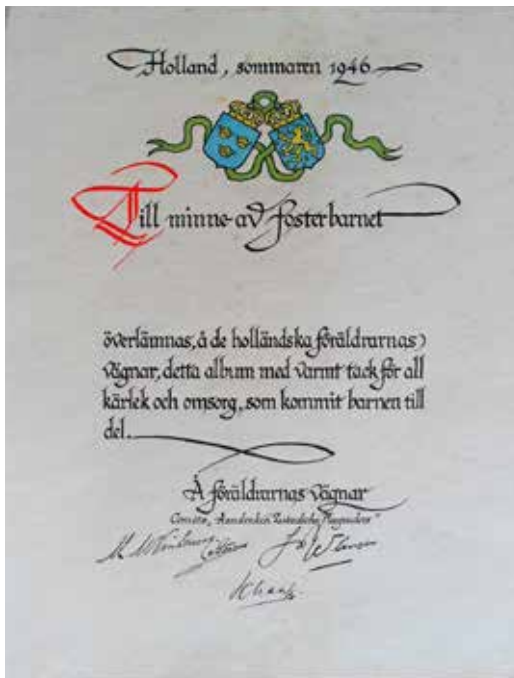 Holland, sommaren 1946
Till minne av fosterbarnet
överlämnas, å de holländska föräldrarnas
vägnar, detta album med varmt tack för all
kärlek och omsorg, som kommit barnen till
del.
Å föräldrarnas vägnar
Comité „Aandenken Zweedsche Pleegouders"